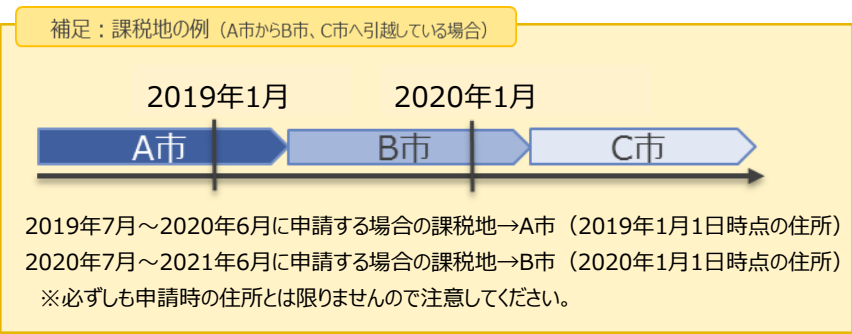 補足：課税地の例（A市からB市、C市へ引越している場合）
2019年1月 2020年1月
A市 B市 C市
2019年7月～2020年6月に申請する場合の課税地→A市（2019年1月1日時点の住所）
2020年7月～2021年6月に申請する場合の課税地→B市（2020年1月1日時点の住所）
※必ずしも申請時の住所とは限りませんので注意してください。